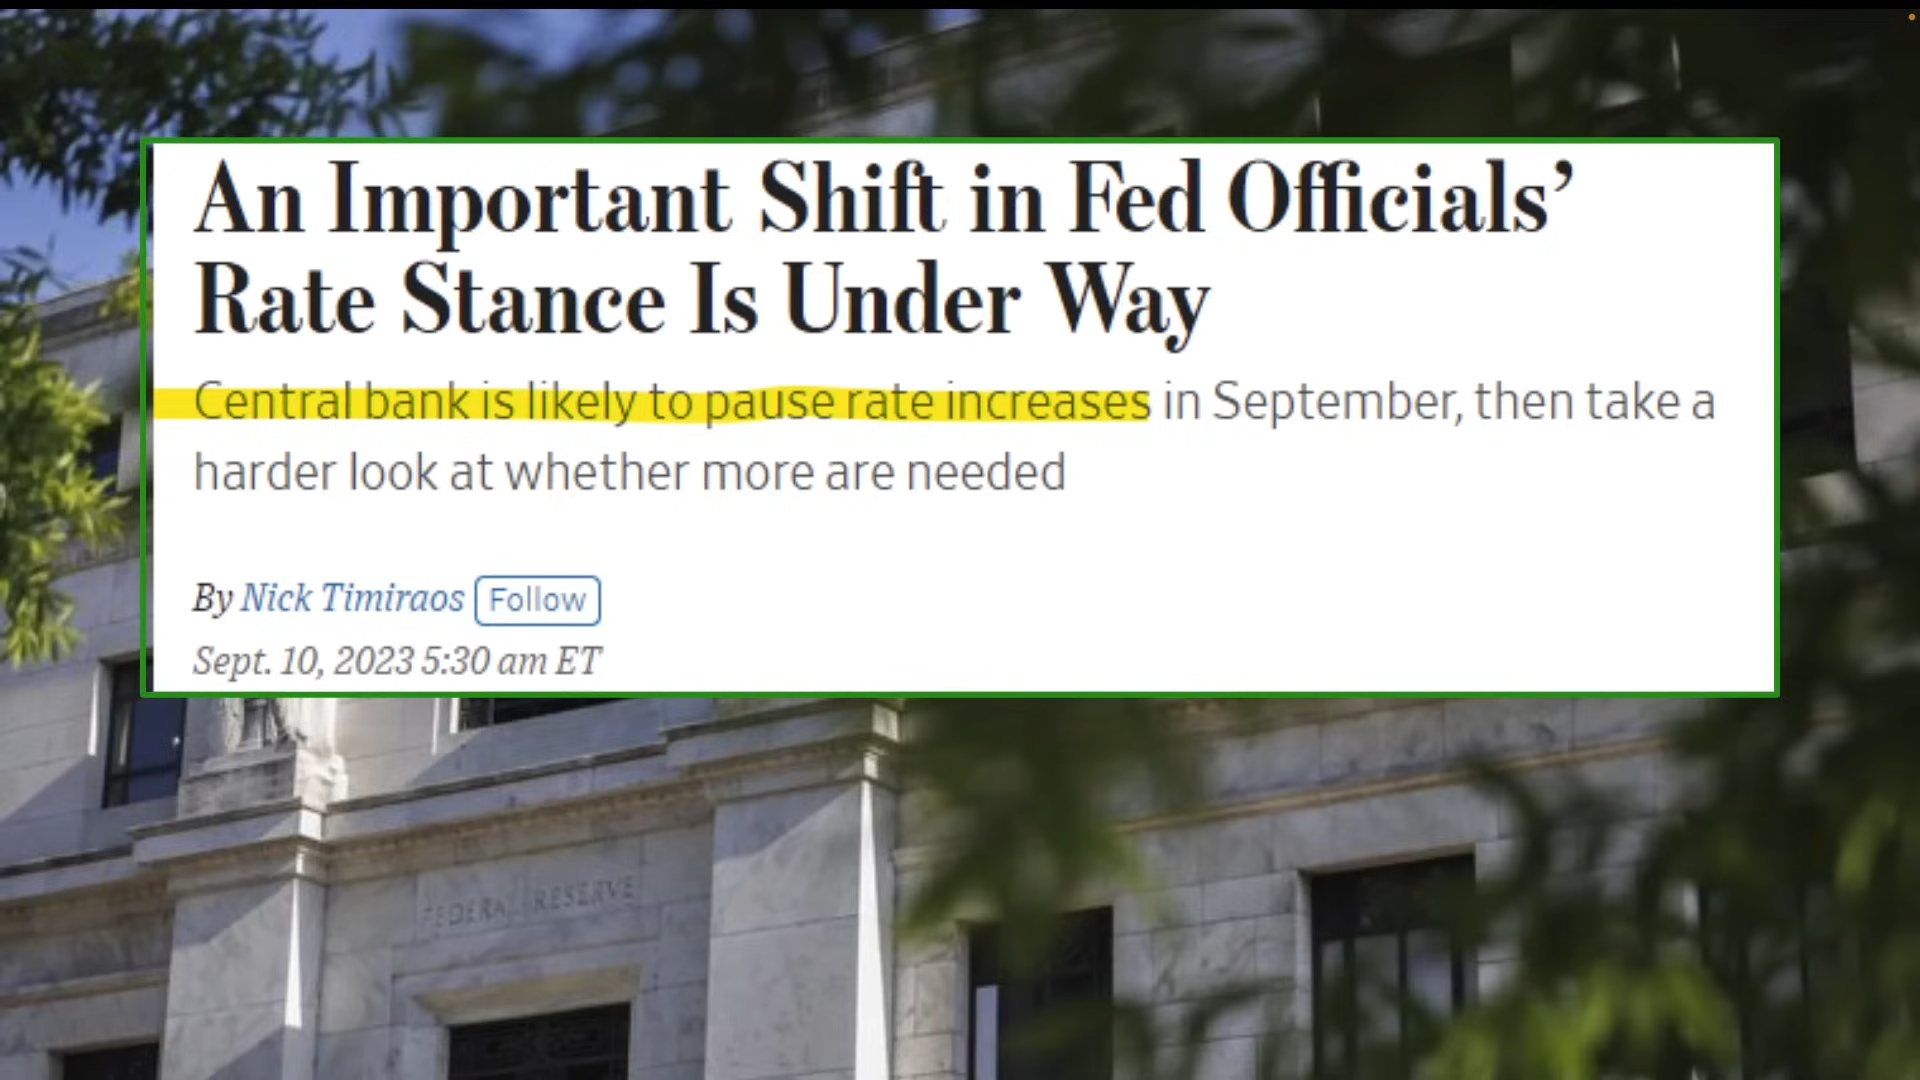 An Important Shift in Fed Officials’
Rate Stance Is Under Way
Central bank is likely to pause rate increases in September, then take a
harder look at whether more are needed
By Nick Timiraos Follow
Sept. 10, 2023 5:30 am ET
FEDERAL RESERVE